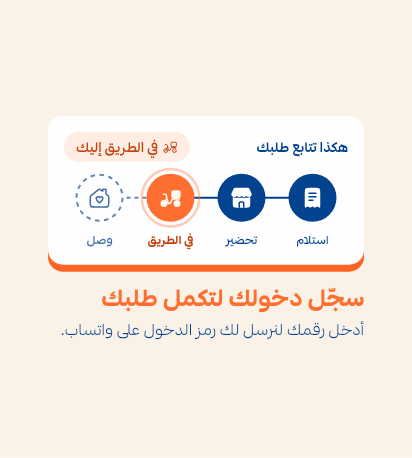 هكذا تتابع طلبك
في الطريق إليك
استلام
تحضير
في الطريق
وصل
سجّل دخولك لتكمل طلبك
أدخل رقمك لنرسل لك رمز الدخول على واتساب.